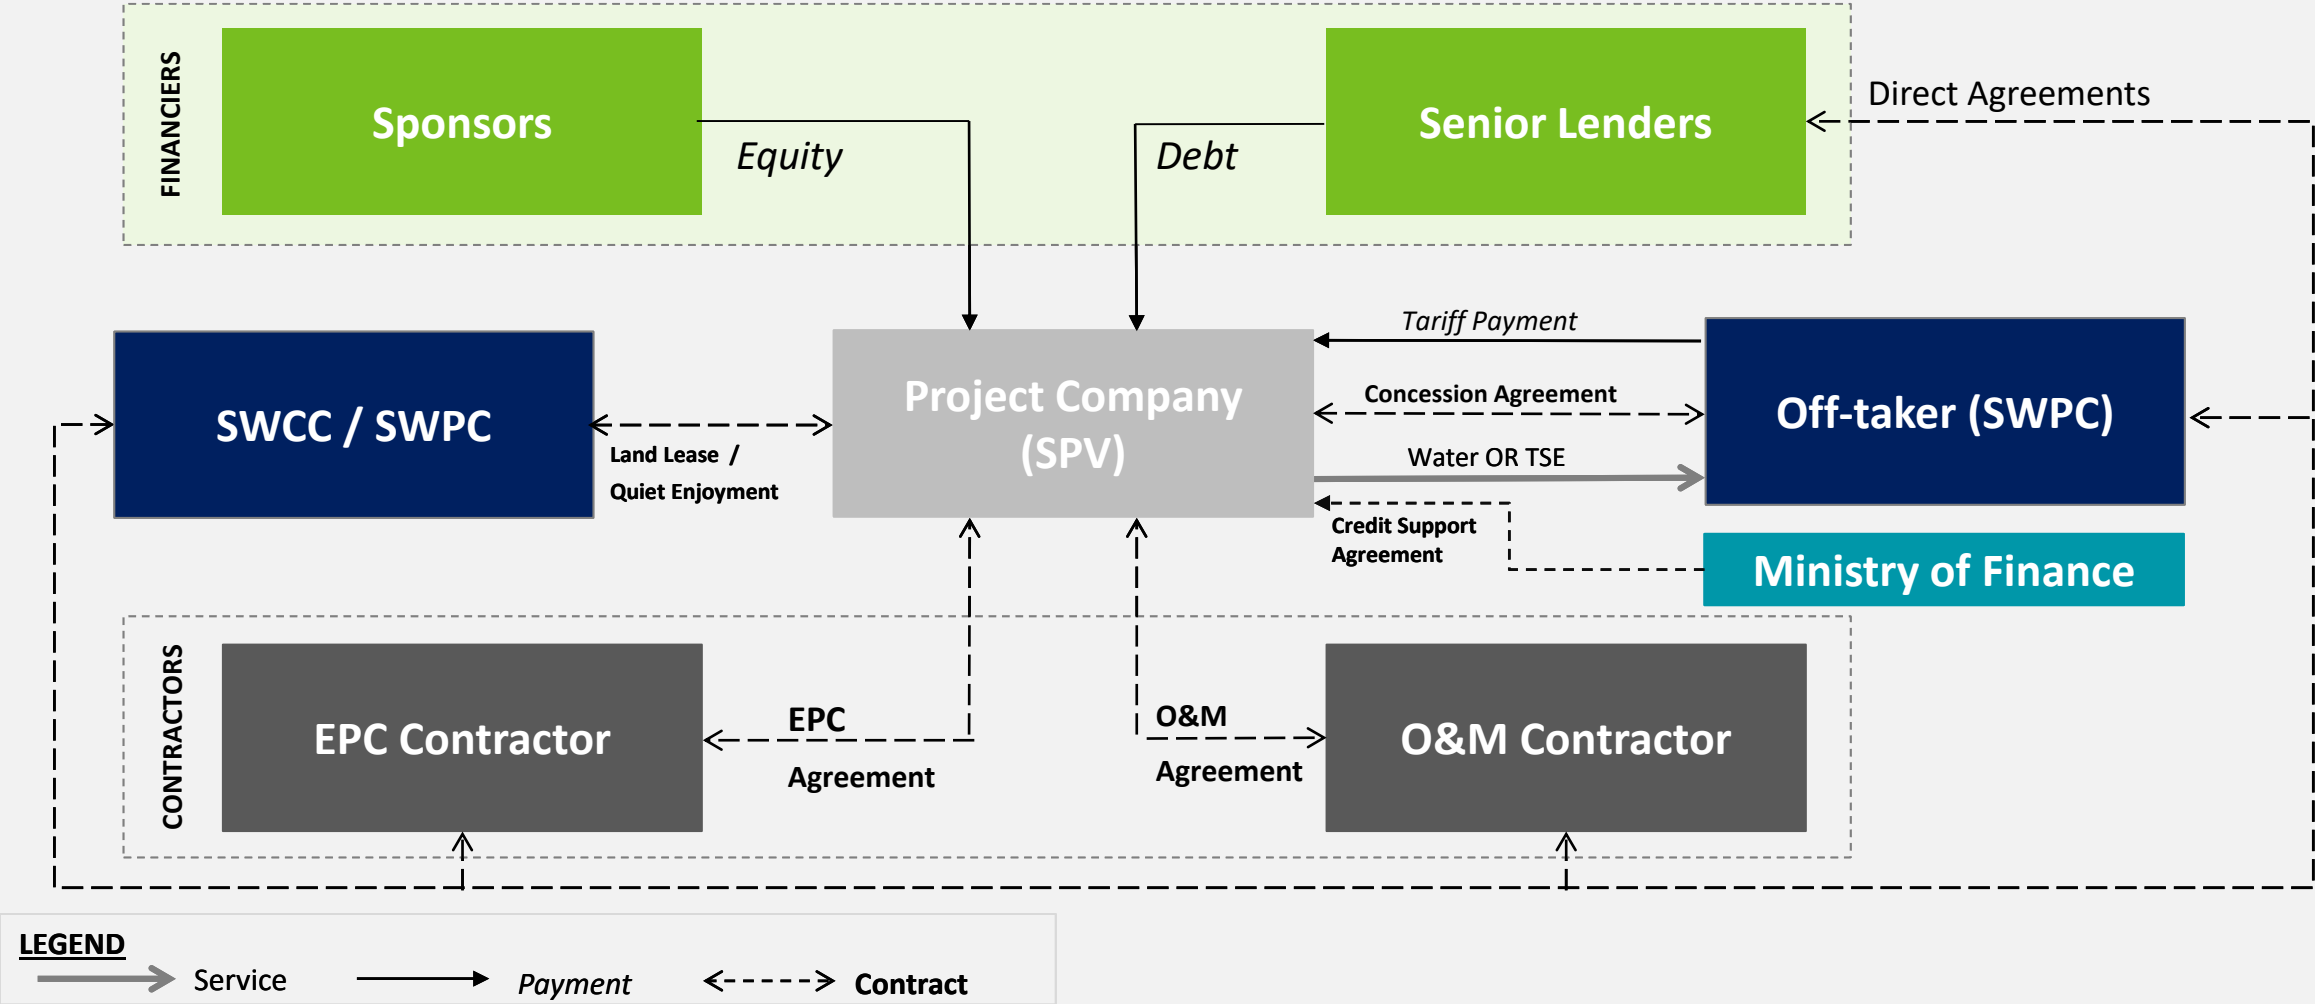 FINANCIERS
Sponsors
Equity
Debt
Senior Lenders
Direct Agreements
SWCC / SWPC
Land Lease /
Quiet Enjoyment
Project Company
(SPV)
Tariff Payment
Concession Agreement
Water OR TSE
Credit Support
Agreement
Off-taker (SWPC)
Ministry of Finance
CONTRACTORS
EPC Contractor
EPC
Agreement
O&M
Agreement
O&M Contractor
LEGEND
Service
Payment
Contract